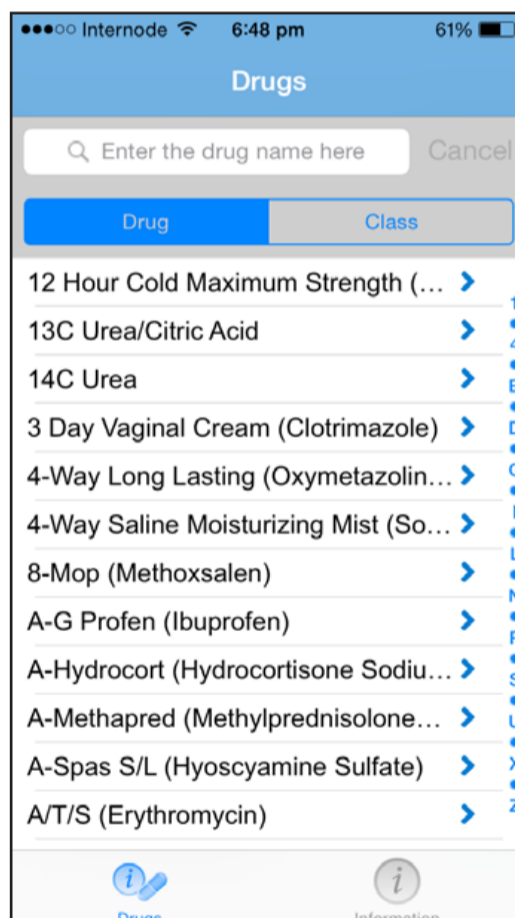 Internode 6:48 pm 61%
Drugs
Enter the drug name here Cancel
Drug Class
12 Hour Cold Maximum Strength (...
13C Urea/Citric Acid
14C Urea
3 Day Vaginal Cream (Clotrimazole)
4-Way Long Lasting (Oxymetazolin...
4-Way Saline Moisturizing Mist (So...
8-Mop (Methoxsalen)
A-G Profen (Ibuprofen)
A-Hydrocort (Hydrocortisone Sodiu...
A-Methapred (Methylprednisolone...
A-Spas S/L (Hyoscyamine Sulfate)
A/T/S (Erythromycin)
Drugs Information